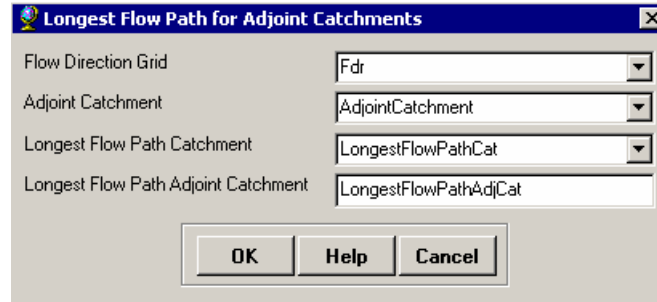 Longest Flow Path for Adjoint Catchments
Flow Direction Grid Fdr
Adjoint Catchment AdjointCatchment
Longest Flow Path Catchment LongestFlowPathCat
Longest Flow Path Adjoint Catchment LongestFlowPathAdjCat
OK Help Cancel